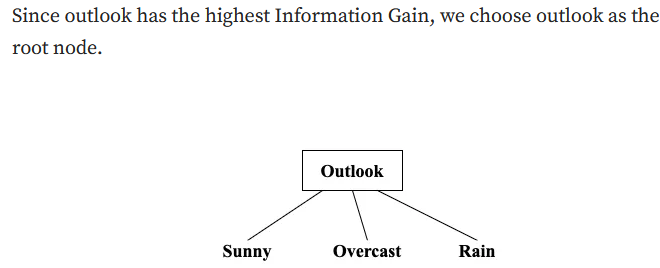 Since outlook has the highest Information Gain, we choose outlook as the
root node.
Outlook
Sunny Overcast Rain